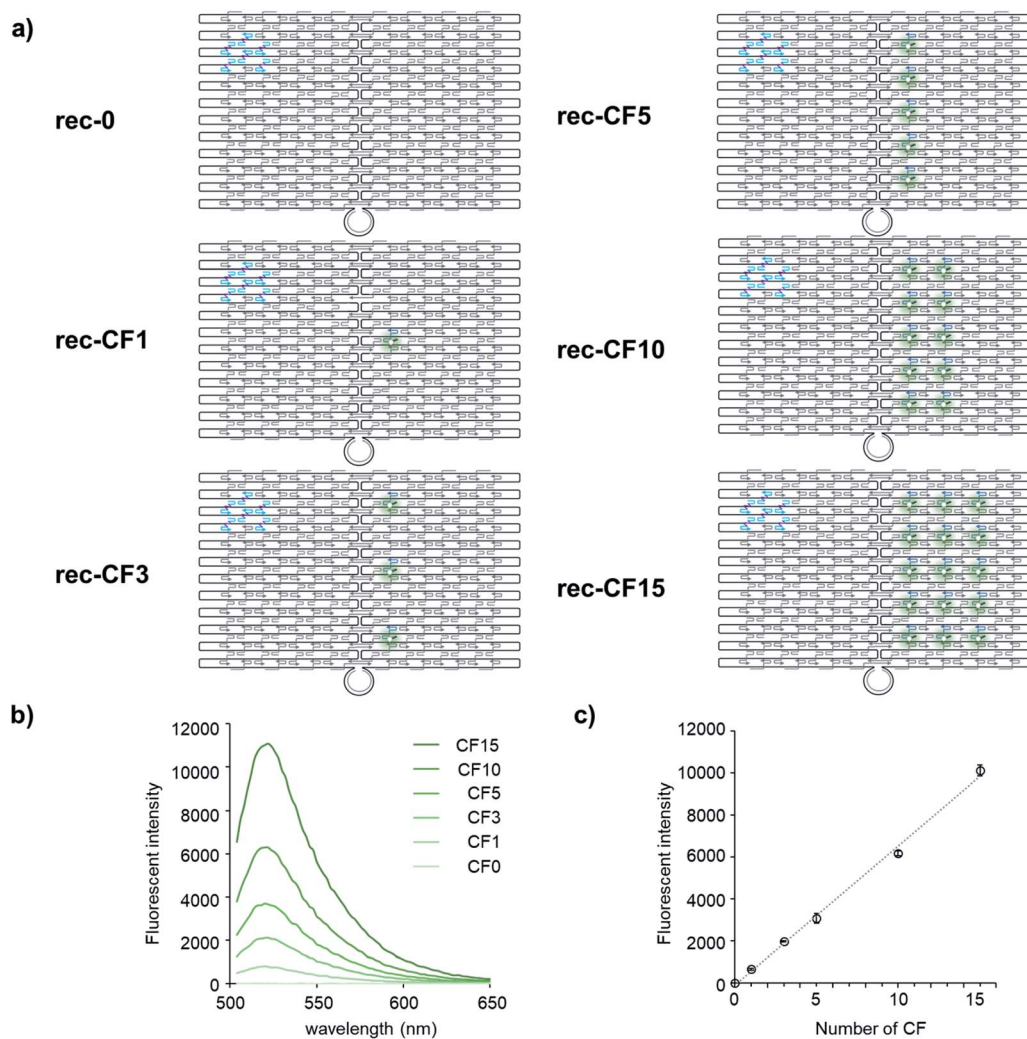 a)
rec-0
rec-CF5
rec-CF1
rec-CF10
rec-CF3
rec-CF15
b)
12000
10000
8000
6000
4000
2000
0
Fluorescent intensity
CF15
CF10
CF5
CF3
CF1
CF0
500
550
600
650
wavelength (nm)
c)
12000
10000
8000
6000
4000
2000
0
Fluorescent intensity
0
5
10
15
Number of CF